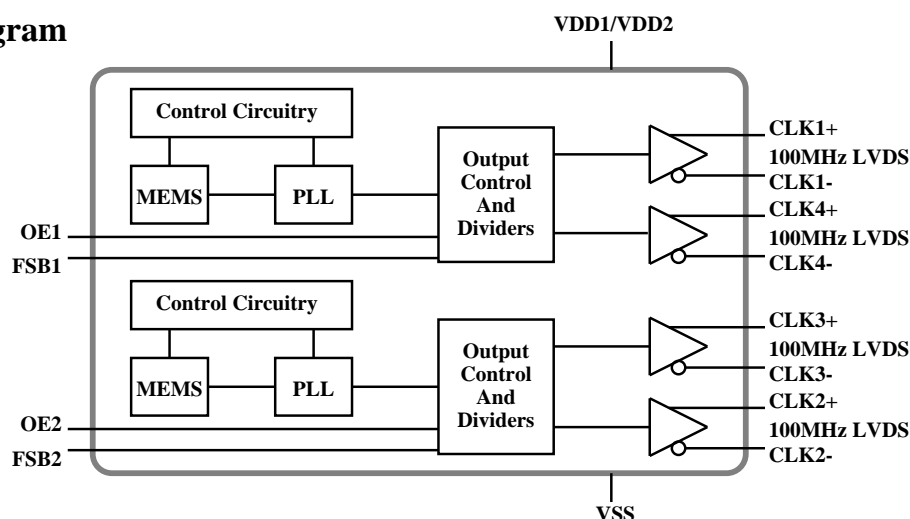 gram
VDD1/VDD2
Control Circuitry
MEMS
PLL
Output
Control
And
Dividers
CLK1+
100MHz LVDS
CLK1-
CLK4+
100MHz LVDS
CLK4-
OE1
FSB1
Control Circuitry
MEMS
PLL
Output
Control
And
Dividers
CLK3+
100MHz LVDS
CLK3-
CLK2+
100MHz LVDS
CLK2-
OE2
FSB2
VSS